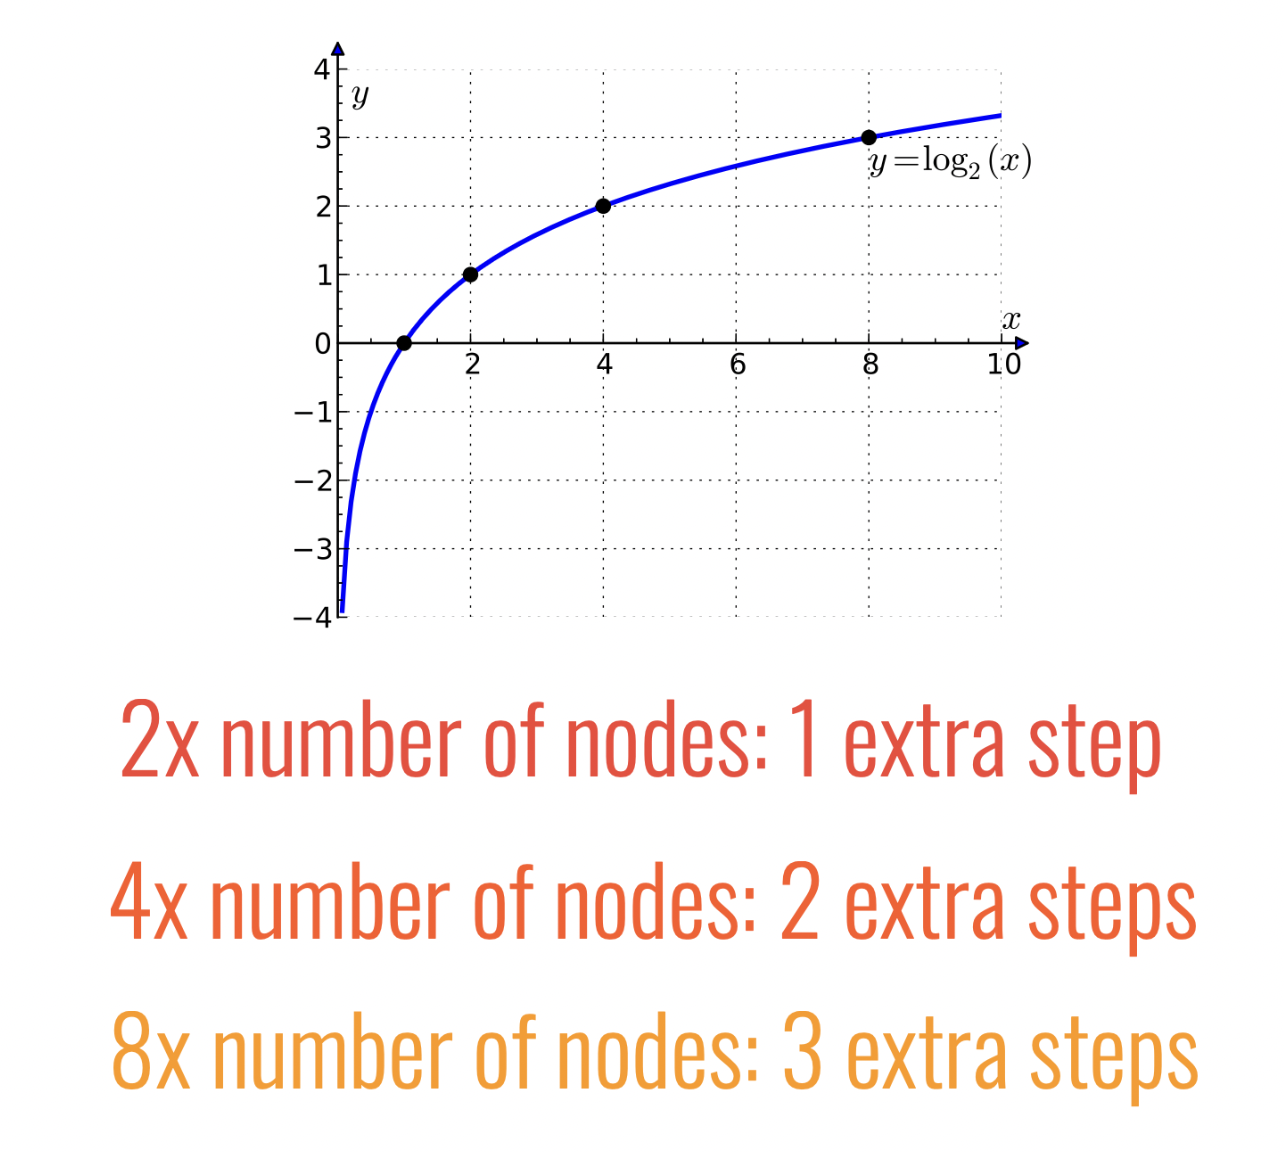 4
y
3
y=log₂(x)
2
1
x
0
2 4 6 8 10
−1
−2
−3
−4
2x number of nodes: 1 extra step
4x number of nodes: 2 extra steps
8x number of nodes: 3 extra steps